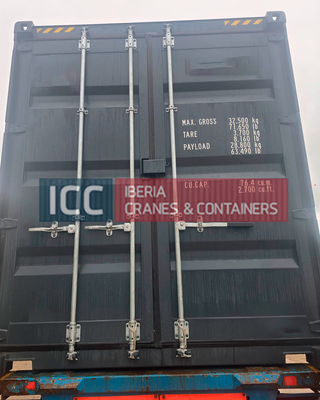 MAX. GROSS 32.500 kg
71.650 lb
TARE 3.700 kg
8.160 lb
PAYLOAD 28.800 kg
63.490 lb
CU.CAP. 76.4 cu.m.
2.700 cu.ft.
ICC IBERIA
CRANES & CONTAINERS